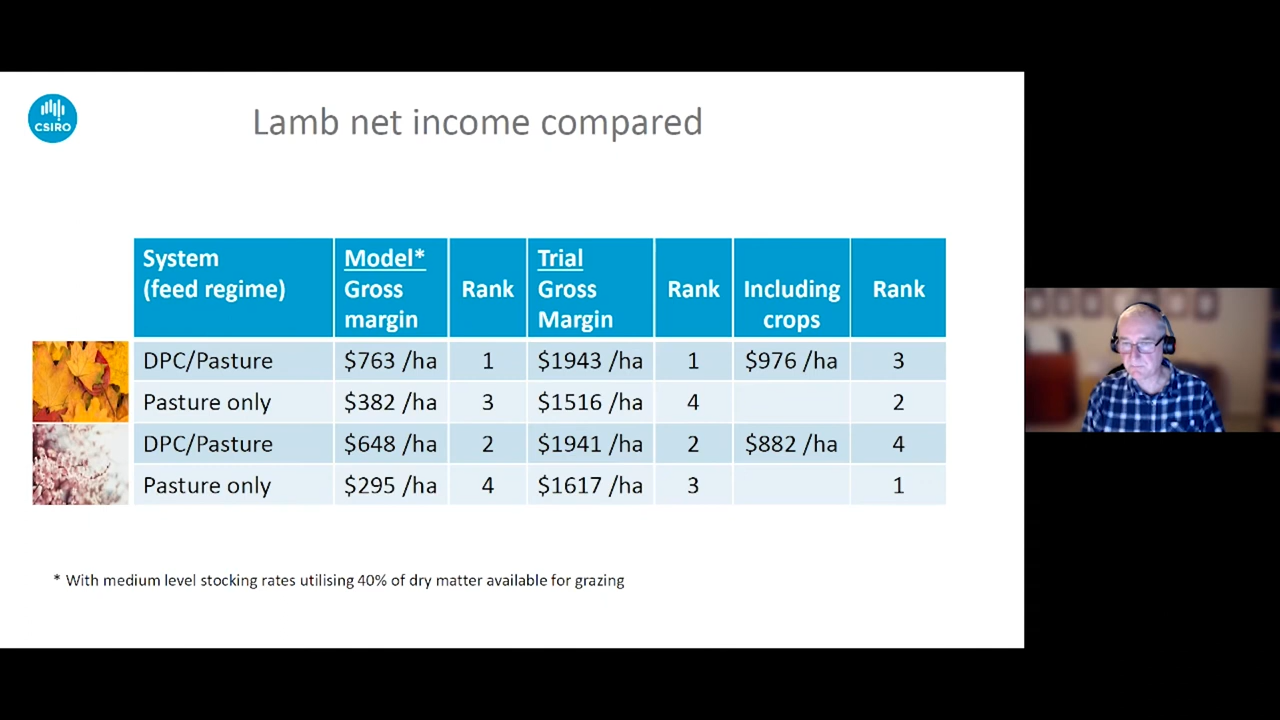 CSIRO
Lamb net income compared
System (feed regime) Model* Gross margin Rank Trial Gross Margin Rank Including crops Rank
DPC/Pasture $763 /ha 1 $1943 /ha 1 $976 /ha 3
Pasture only $382 /ha 3 $1516 /ha 4 2
DPC/Pasture $648 /ha 2 $1941 /ha 2 $882 /ha 4
Pasture only $295 /ha 4 $1617 /ha 3 1
* With medium level stocking rates utilising 40% of dry matter available for grazing